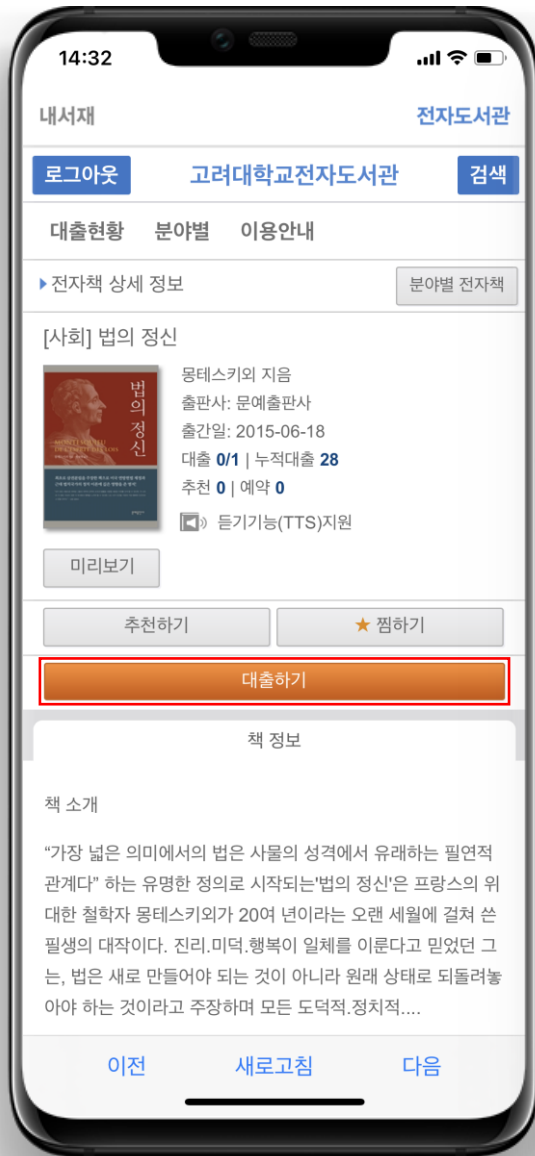 14:32
내서재 전자도서관
로그아웃 고려대학교전자도서관 검색
대출현황 분야별 이용안내
전자책 상세 정보 분야별 전자책
[사회] 법의 정신
법의 정신
몽테스키외 지음
출판사: 문예출판사
출간일: 2015-06-18
대출 0/1 | 누적대출 28
추천 0 | 예약 0
듣기기능(TTS)지원
미리보기
추천하기 ★ 찜하기
대출하기
책 정보
책 소개
“가장 넓은 의미에서의 법은 사물의 성격에서 유래하는 필연적
관계다” 하는 유명한 정의로 시작되는'법의 정신'은 프랑스의 위
대한 철학자 몽테스키외가 20여 년이라는 오랜 세월에 걸쳐 쓴
필생의 대작이다. 진리.미덕.행복이 일체를 이룬다고 믿었던 그
는, 법은 새로 만들어야 되는 것이 아니라 원래 상태로 되돌려놓
아야 하는 것이라고 주장하며 모든 도덕적.정치적....
이전 새로고침 다음